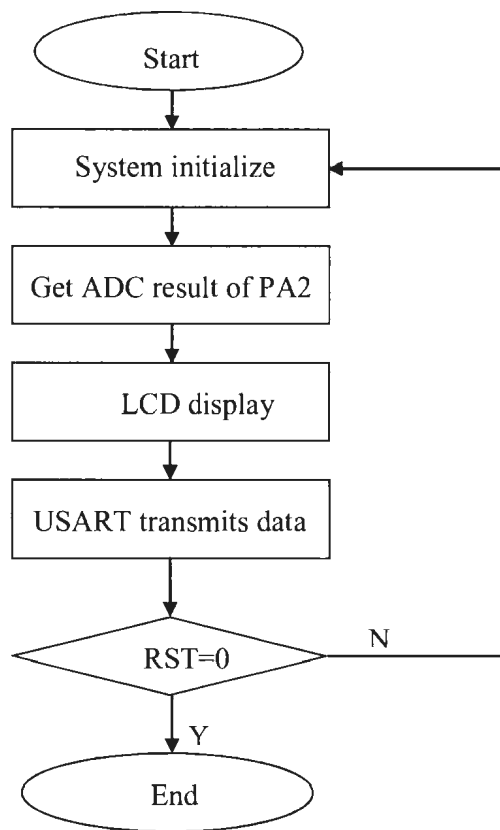 Start
System initialize
Get ADC result of PA2
LCD display
USART transmits data
RST=0
N
Y
End